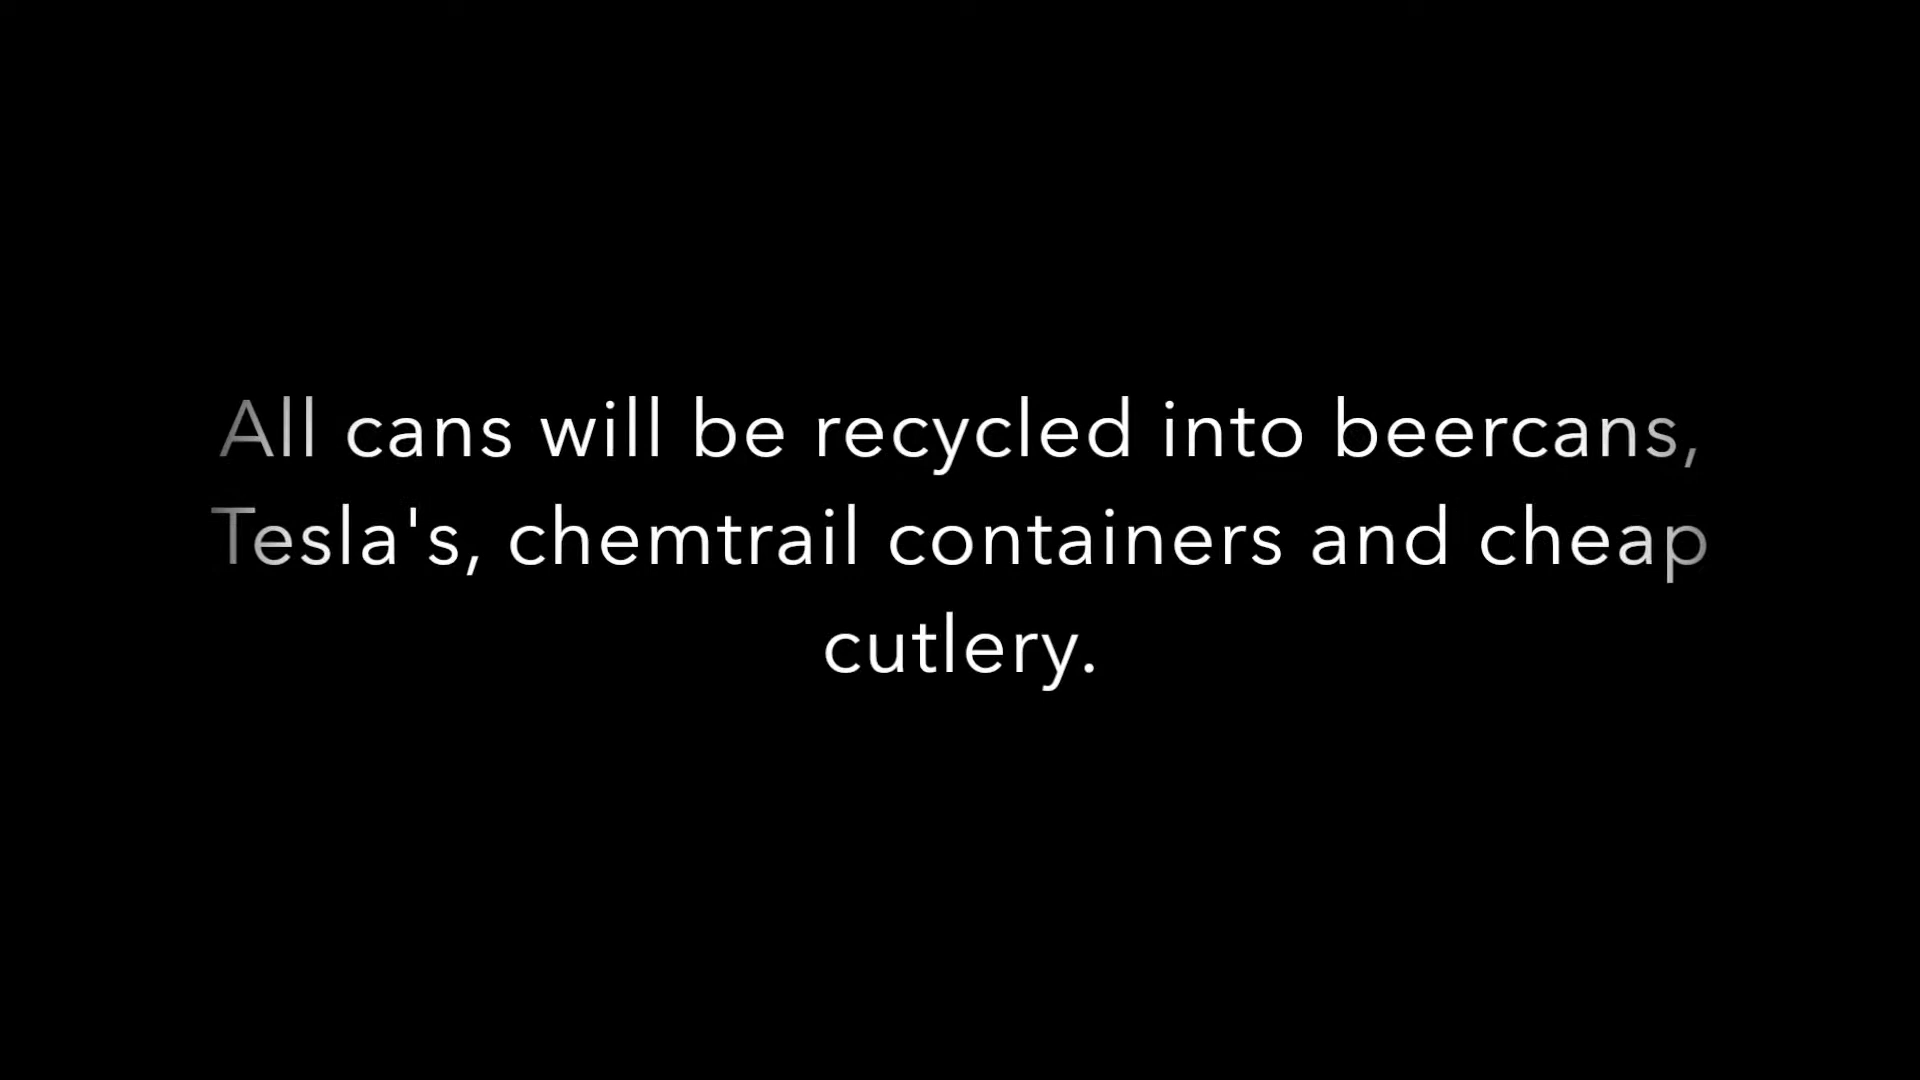 All cans will be recycled into beercans,
Tesla's, chemtrail containers and cheap
cutlery.